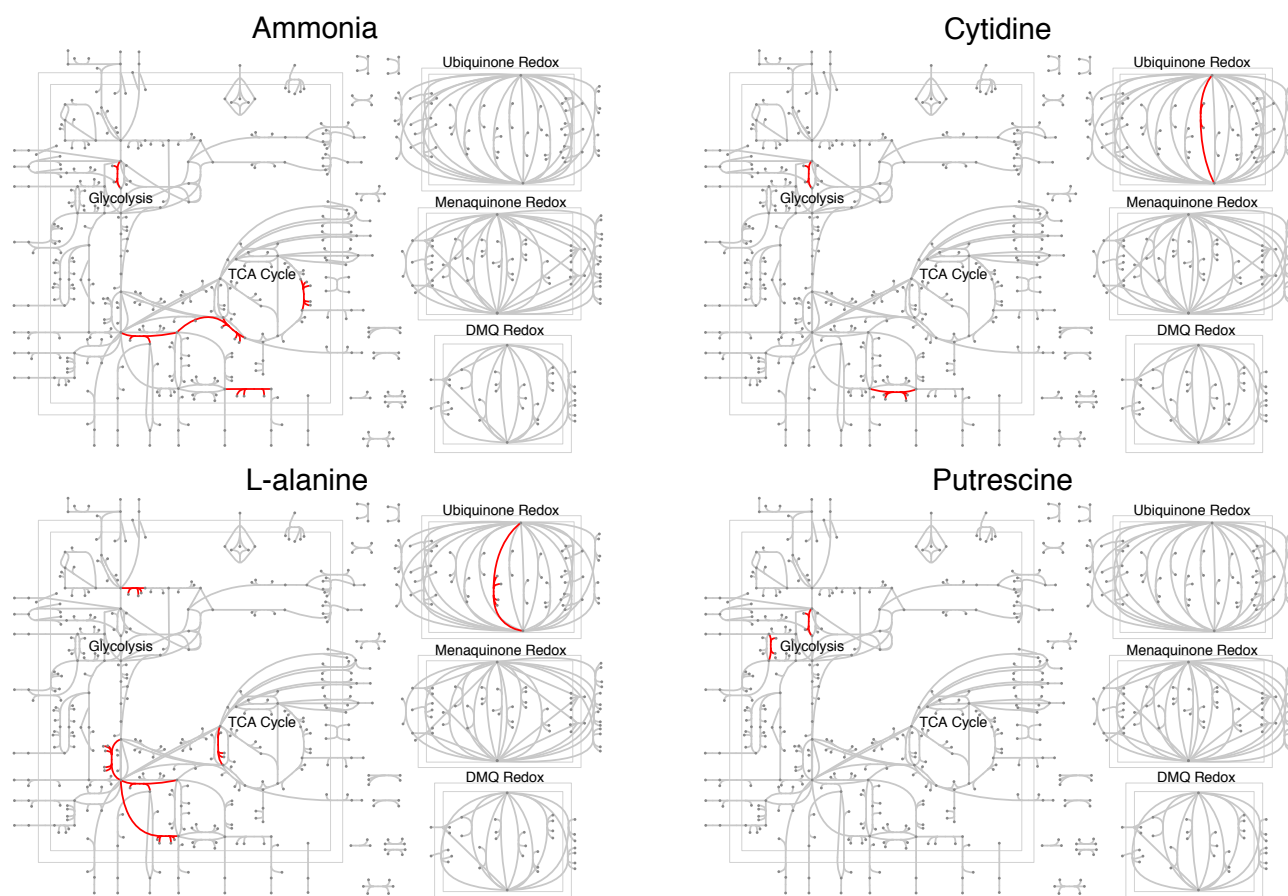 Ammonia
Ubiquinone Redox
Glycolysis
Menaquinone Redox
TCA Cycle
DMQ Redox
Cytidine
Ubiquinone Redox
Glycolysis
Menaquinone Redox
TCA Cycle
DMQ Redox
L-alanine
Ubiquinone Redox
Glycolysis
Menaquinone Redox
TCA Cycle
DMQ Redox
Putrescine
Ubiquinone Redox
Glycolysis
Menaquinone Redox
TCA Cycle
DMQ Redox